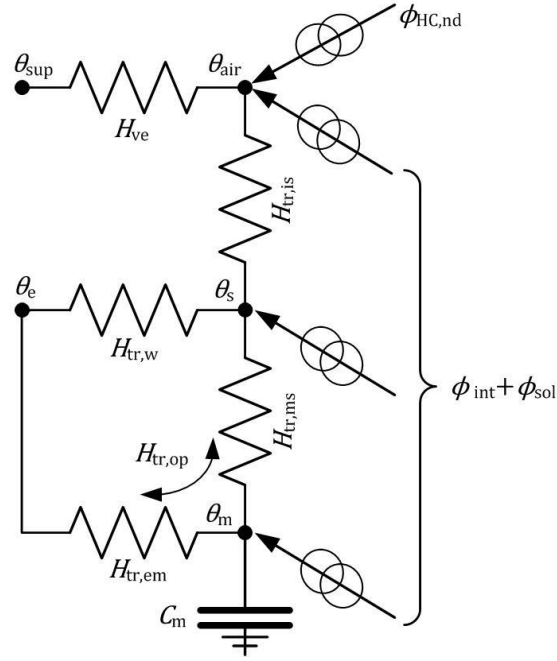 ϕHC,nd
θsup
θair
Hve
Htr,is
θe
θs
Htr,w
ϕint+ϕsol
Htr,ms
Htr,op
θm
Htr,em
Cm